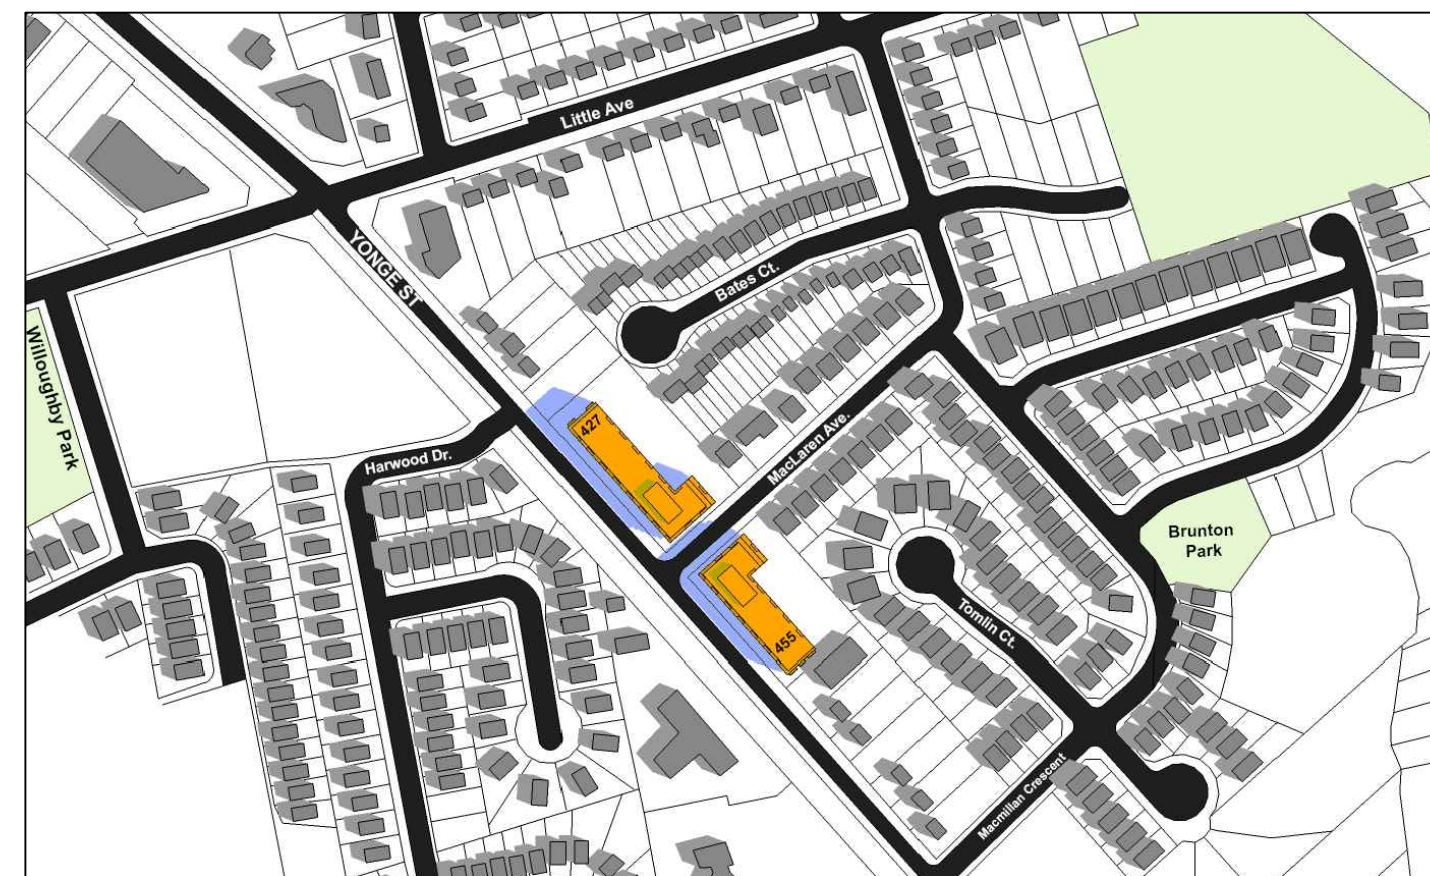 Little Ave
YONGE ST
Bates Ct.
Willoughby Park
427
MacLaren Ave.
Harwood Dr.
Brunton
Park
Tomlin Ct.
455
Macmillan Crescent